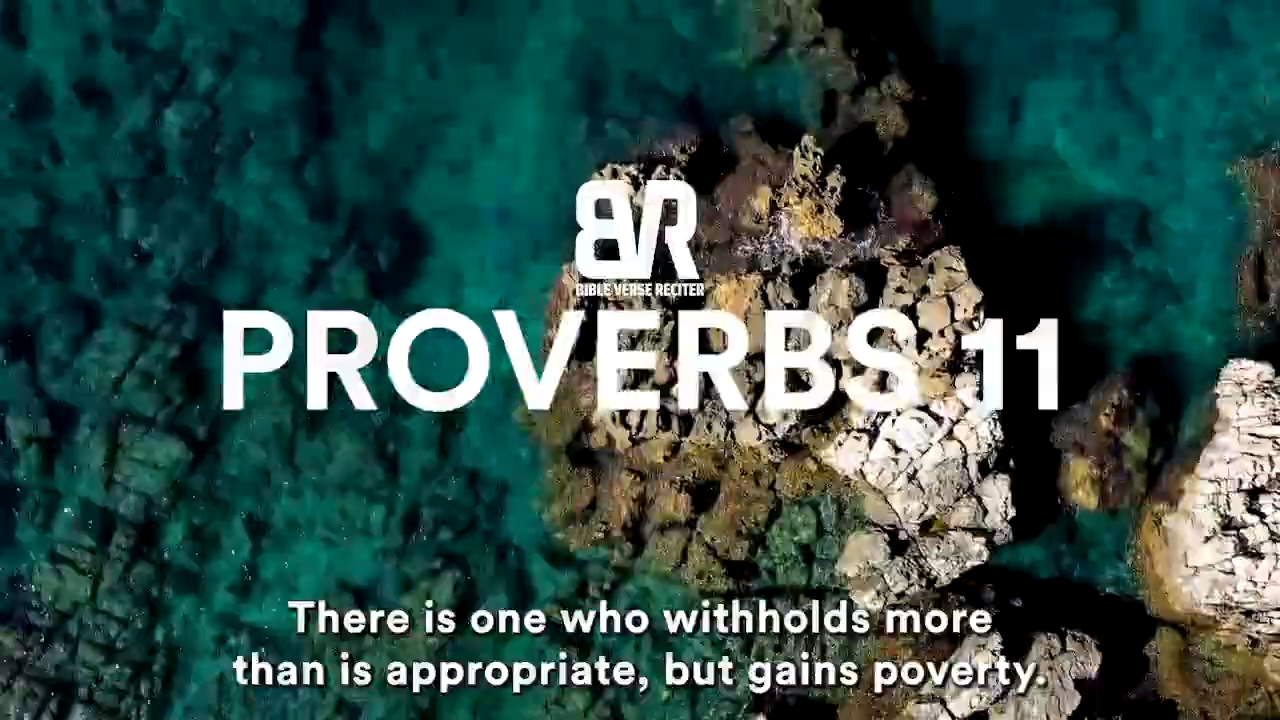 BVR
BIBLE VERSE RECITER
PROVERBS 11
There is one who withholds more
than is appropriate, but gains poverty.